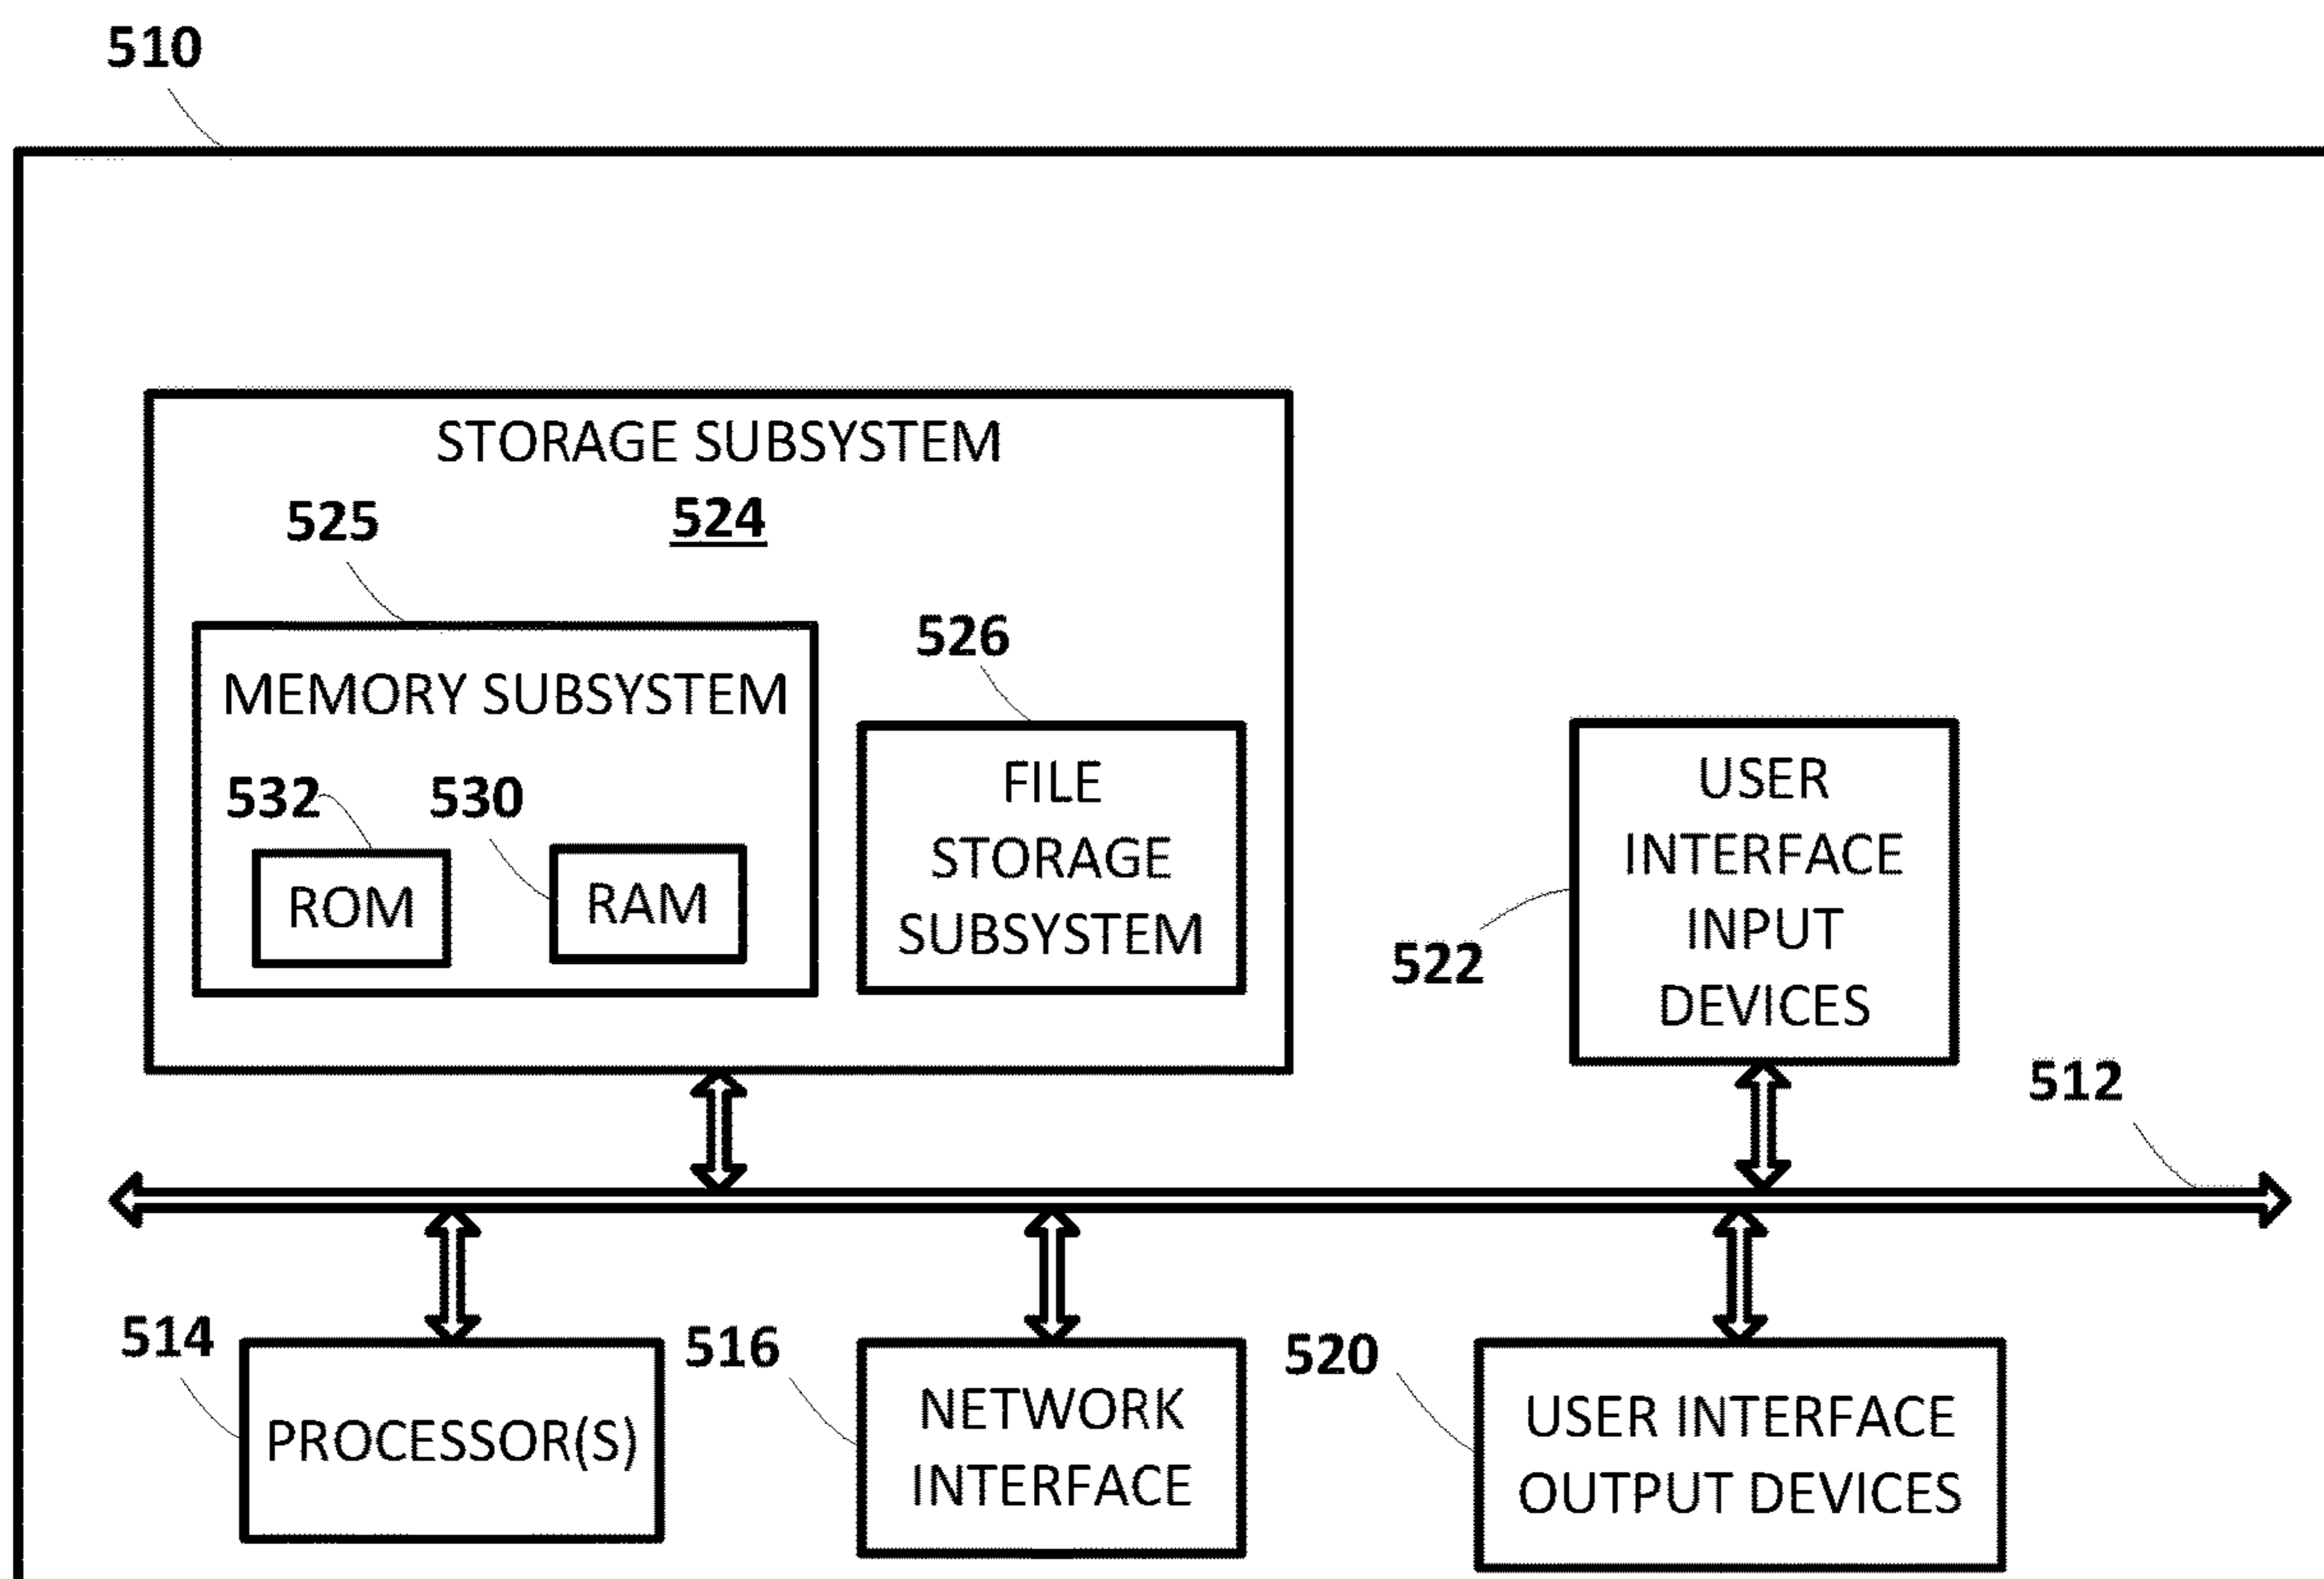 510
STORAGE SUBSYSTEM
524
525
MEMORY SUBSYSTEM
532
530
ROM
RAM
526
FILE
STORAGE
SUBSYSTEM
USER
INTERFACE
INPUT
DEVICES
522
512
514
PROCESSOR(S)
516
NETWORK
INTERFACE
520
USER INTERFACE
OUTPUT DEVICES